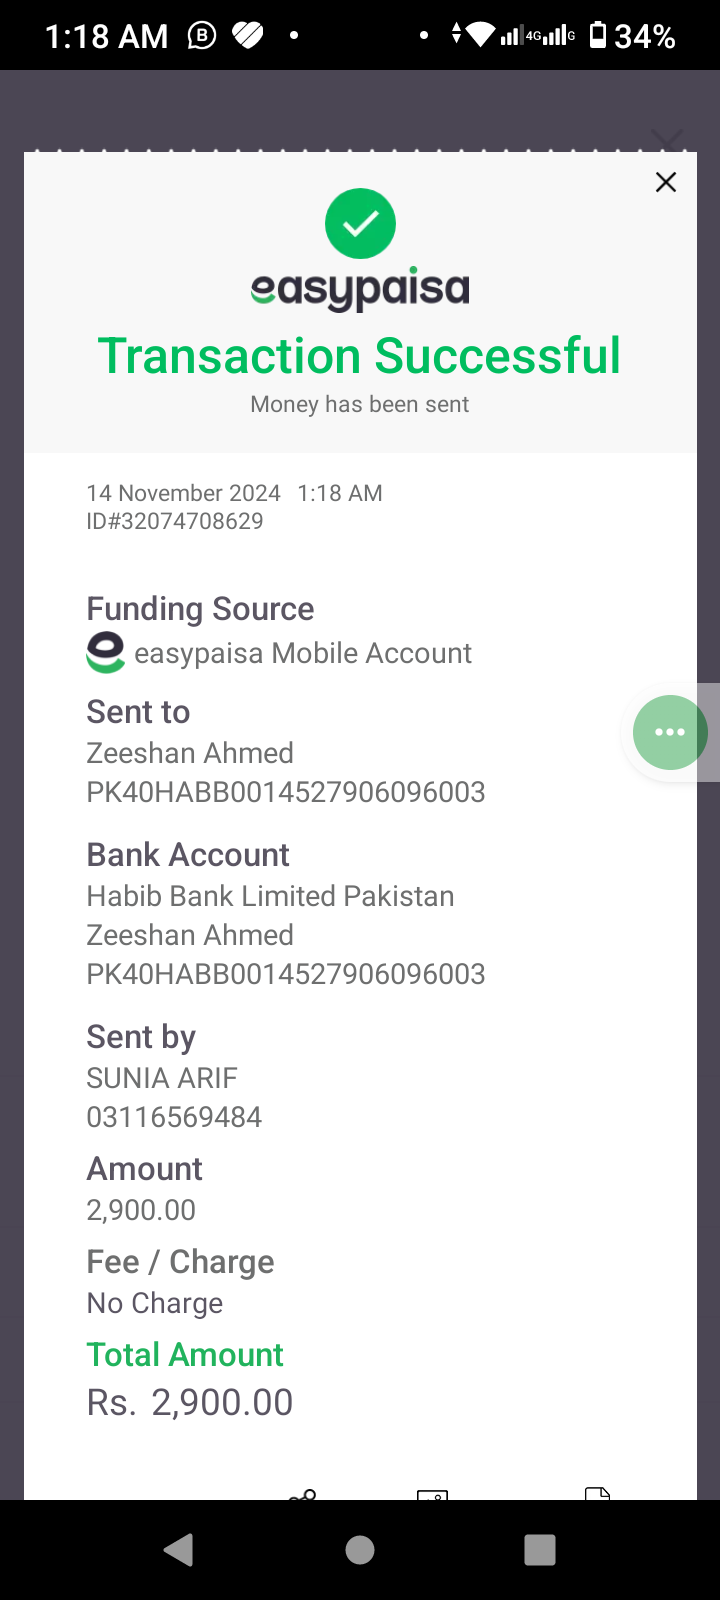 1:18 AM B 4G G 34%
easypaisa
Transaction Successful
Money has been sent
14 November 2024 1:18 AM
ID#32074708629
Funding Source
e easypaisa Mobile Account
Sent to
Zeeshan Ahmed
PK40HABB0014527906096003
Bank Account
Habib Bank Limited Pakistan
Zeeshan Ahmed
PK40HABB0014527906096003
Sent by
SUNIA ARIF
03116569484
Amount
2,900.00
Fee / Charge
No Charge
Total Amount
Rs. 2,900.00